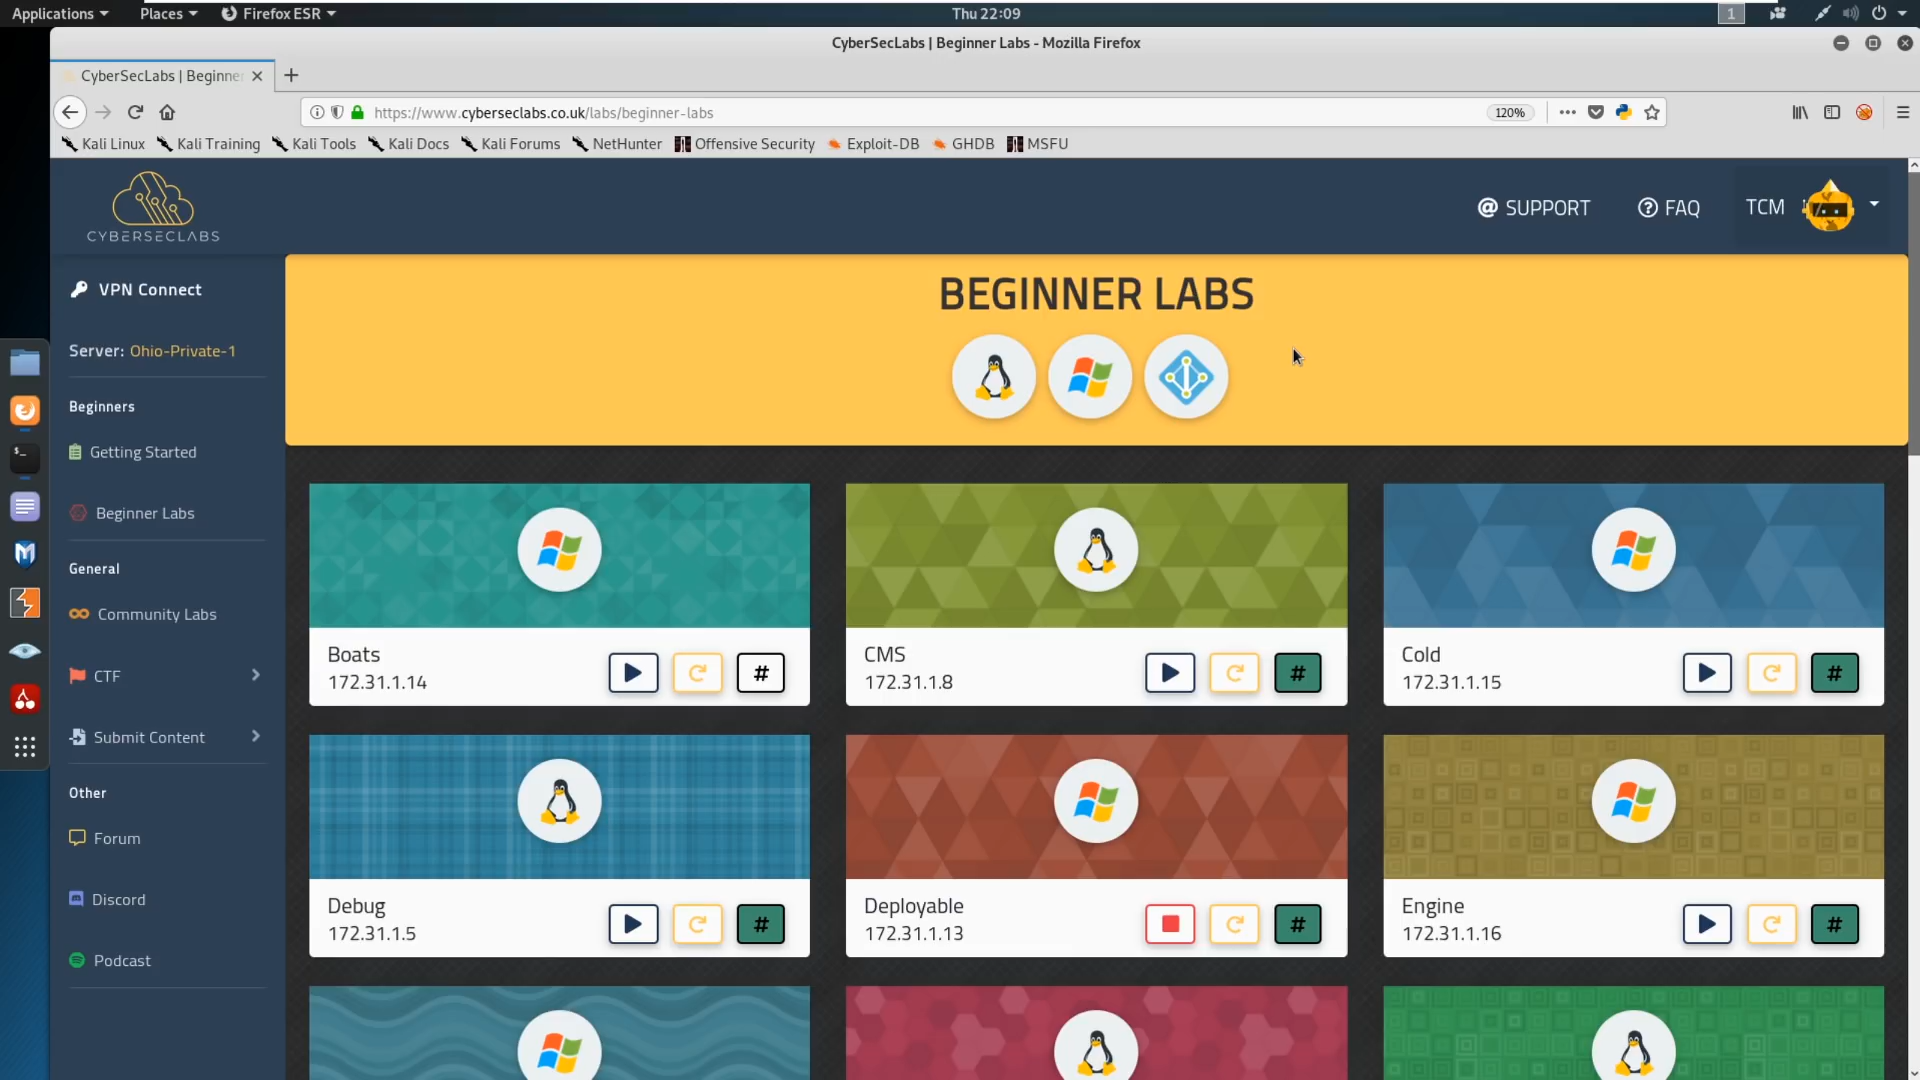 Applications Places Firefox ESR Thu 22:09 1
CyberSecLabs | Beginner Labs - Mozilla Firefox
CyberSecLabs | Beginner
https://www.cyberseclabs.co.uk/labs/beginner-labs 120%
Kali Linux Kali Training Kali Tools Kali Docs Kali Forums NetHunter Offensive Security Exploit-DB GHDB MSFU
CYBERSECLABS
@ SUPPORT FAQ TCM
VPN Connect
Server: Ohio-Private-1
Beginners
Getting Started
Beginner Labs
General
Community Labs
CTF
Submit Content
Other
Forum
Discord
Podcast
BEGINNER LABS
Boats
172.31.1.14 #
CMS
172.31.1.8 #
Cold
172.31.1.15 #
Debug
172.31.1.5 #
Deployable
172.31.1.13 #
Engine
172.31.1.16 #